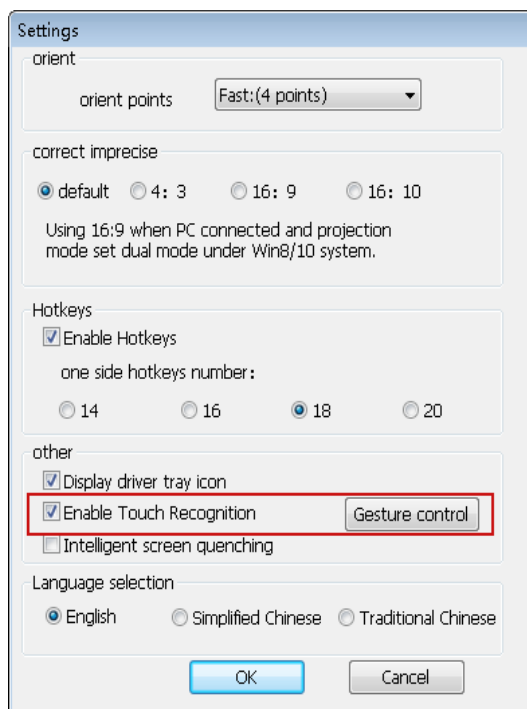 Settings
orient
orient points Fast:(4 points)
correct imprecise
default 4: 3 16: 9 16: 10
Using 16:9 when PC connected and projection
mode set dual mode under Win8/10 system.
Hotkeys
Enable Hotkeys
one side hotkeys number:
14 16 18 20
other
Display driver tray icon
Enable Touch Recognition Gesture control
Intelligent screen quenching
Language selection
English Simplified Chinese Traditional Chinese
OK Cancel